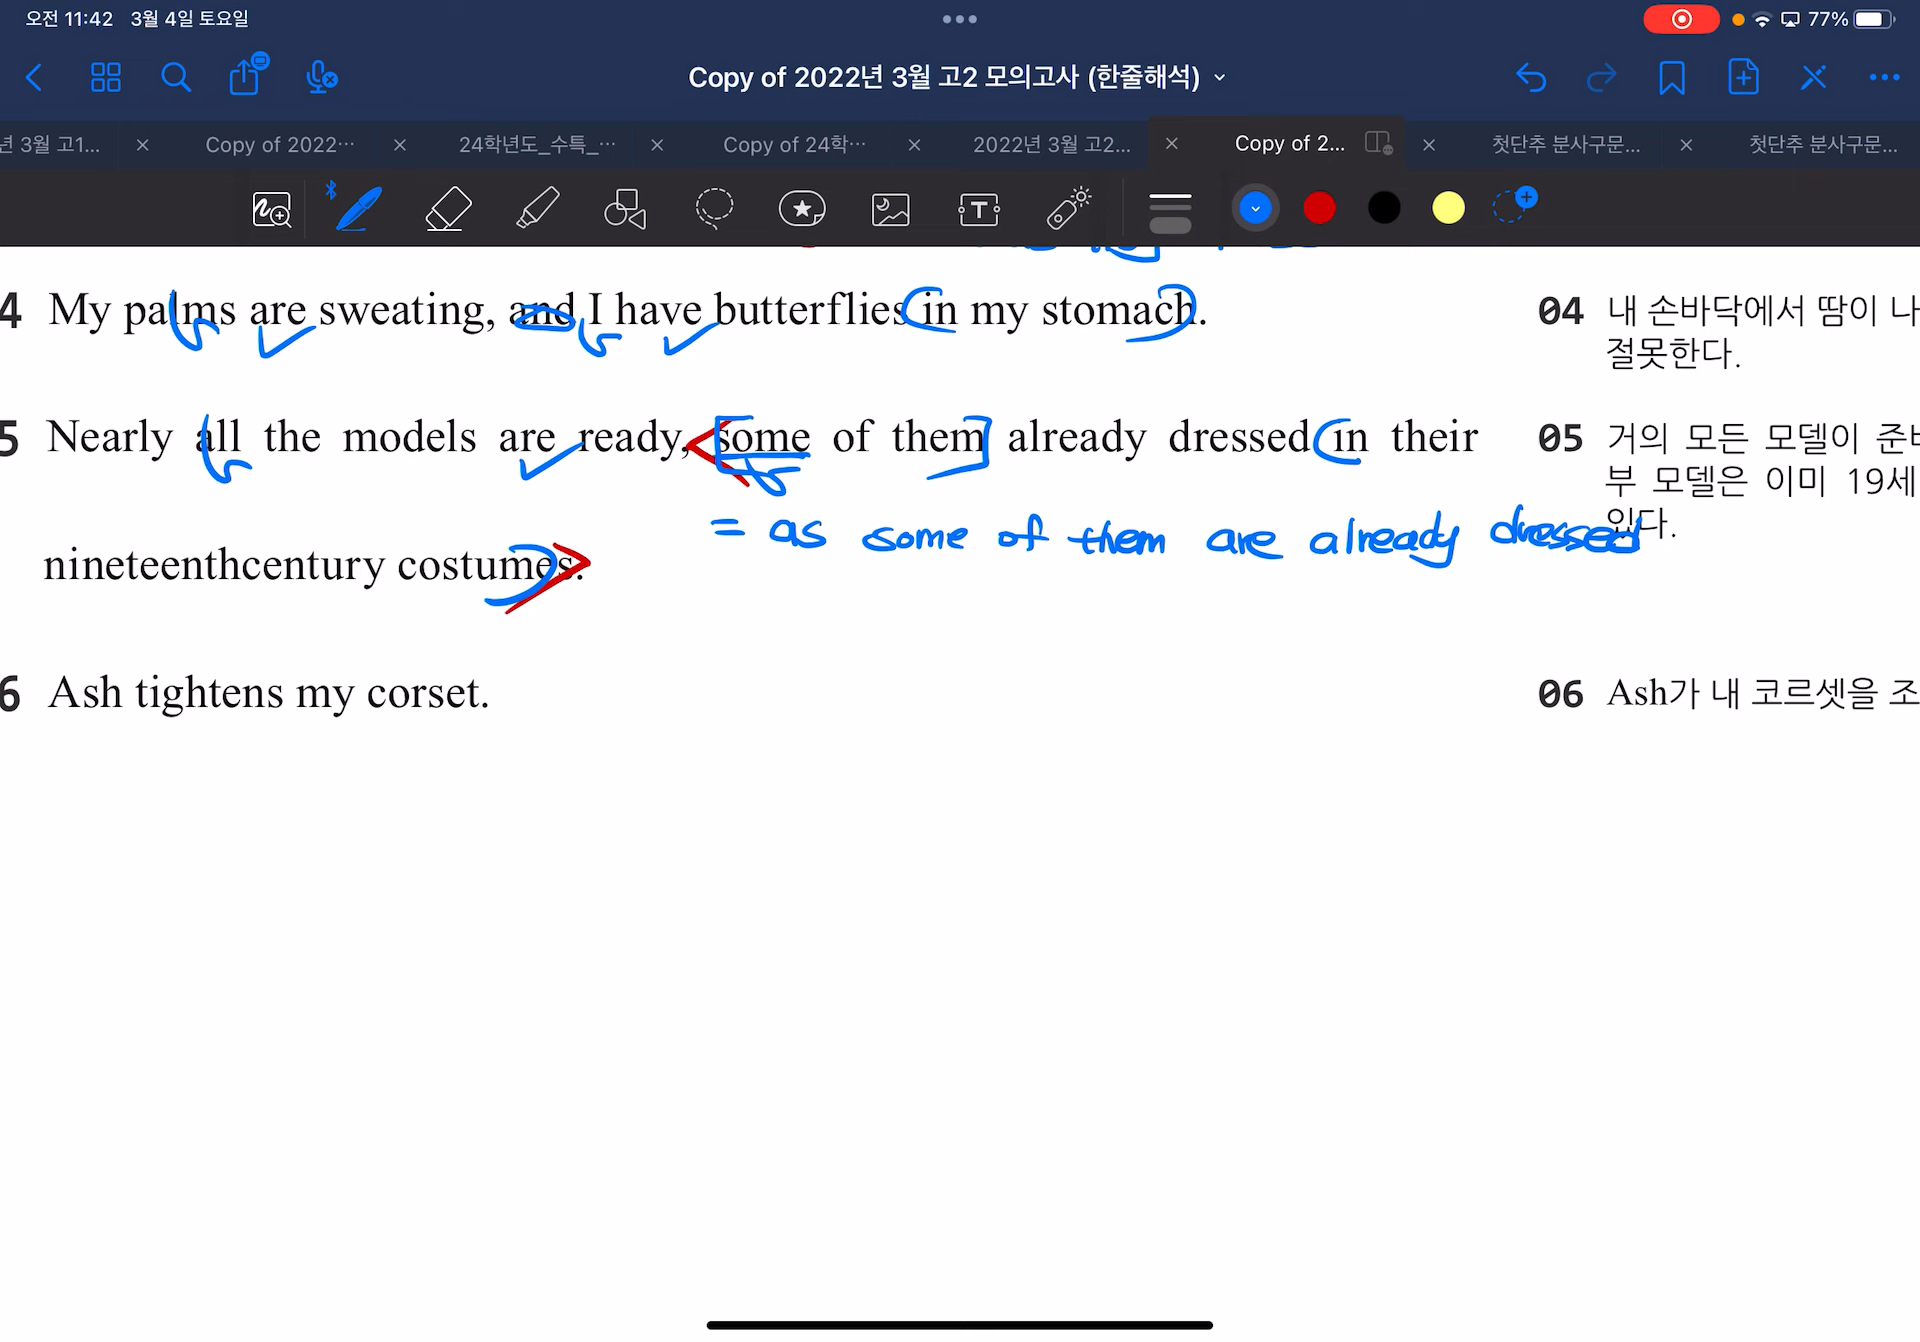 오전 11:42 3월 4일 토요일
77%
Copy of 2022년 3월 고2 모의고사 (한줄해석)
년 3월 고1...
Copy of 2022...
24학년도_수특_...
Copy of 24학...
2022년 3월 고2...
Copy of 2...
첫단추 분사구문...
첫단추 분사구문...
4 My palms are sweating, and I have butterflies in my stomach.
04 내 손바닥에서 땀이 나
절못한다.
5 Nearly all the models are ready, some of them already dressed in their
05 거의 모든 모델이 준비
부 모델은 이미 19세
있다.
= as some of them are already dressed
nineteenthcentury costumes.
6 Ash tightens my corset.
06 Ash가 내 코르셋을 조